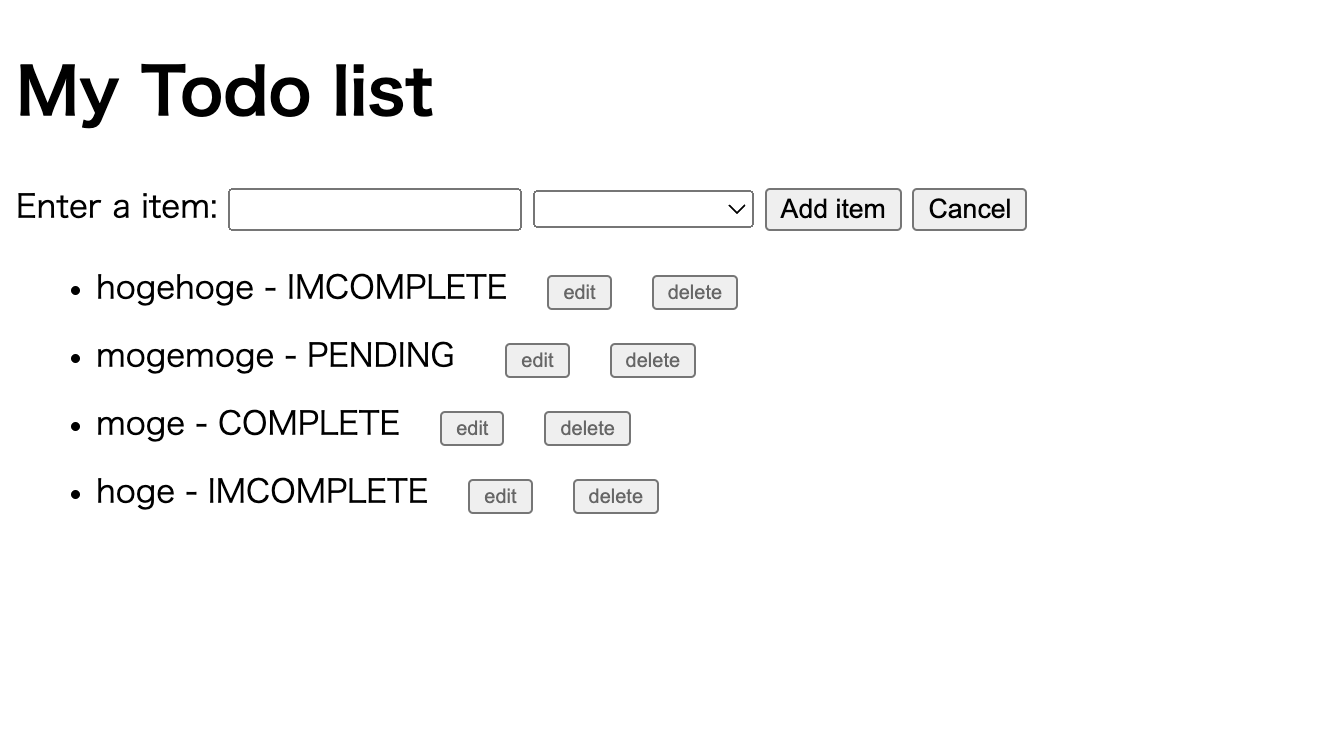 My Todo list
Enter a item: Add item Cancel
hogehoge - IMCOMPLETE edit delete
mogemoge - PENDING edit delete
moge - COMPLETE edit delete
hoge - IMCOMPLETE edit delete